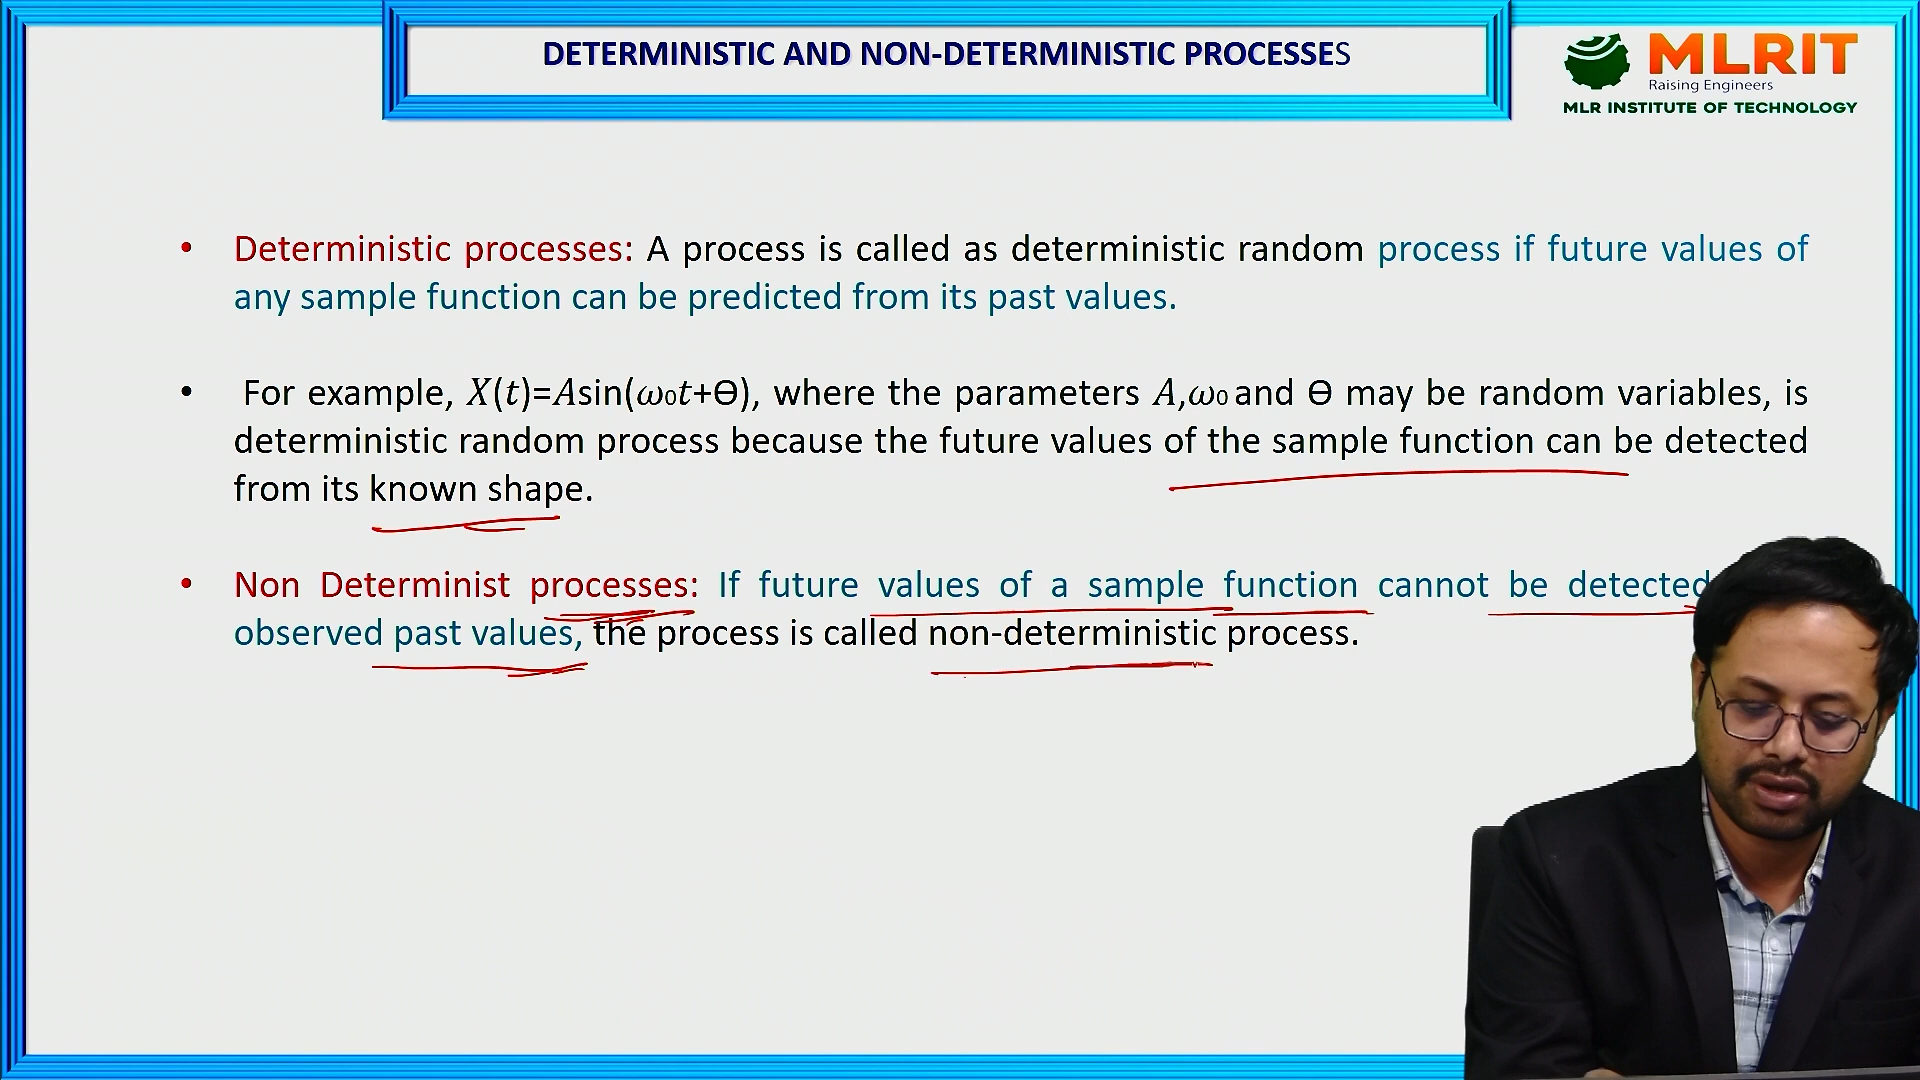 DETERMINISTIC AND NON-DETERMINISTIC PROCESSES
MLRIT
Raising Engineers
MLR INSTITUTE OF TECHNOLOGY
• Deterministic processes: A process is called as deterministic random process if future values of
any sample function can be predicted from its past values.
• For example, X(t)=Asin(ω₀t+ϴ), where the parameters A,ω₀ and ϴ may be random variables, is
deterministic random process because the future values of the sample function can be detected
from its known shape.
• Non Determinist processes: If future values of a sample function cannot be detected
observed past values, the process is called non-deterministic process.